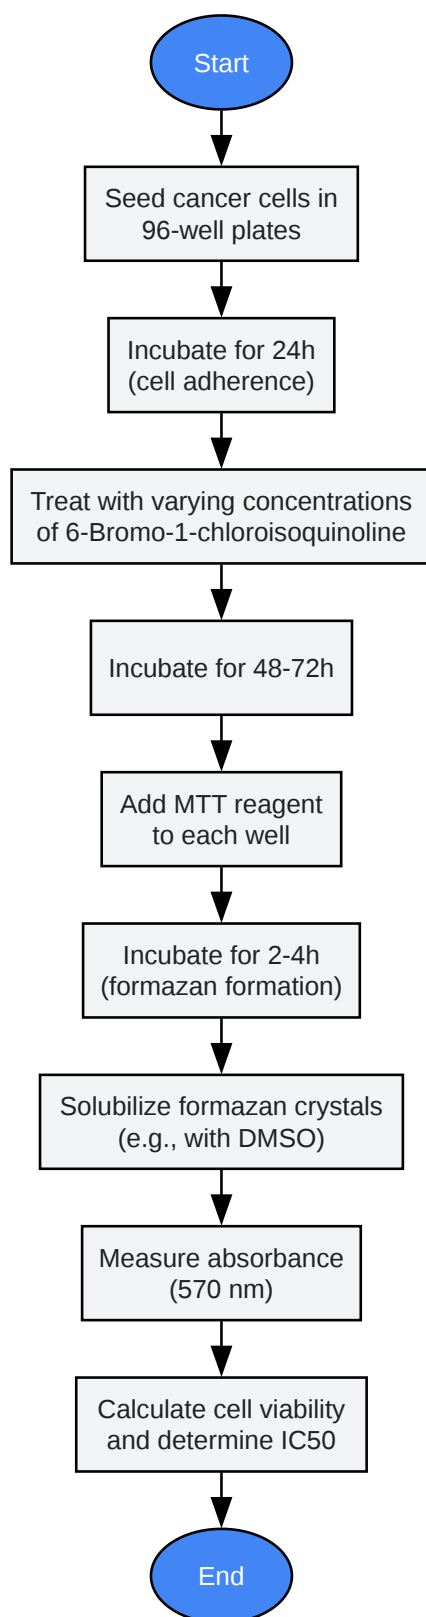 Start
Seed cancer cells in
96-well plates
Incubate for 24h
(cell adherence)
Treat with varying concentrations
of 6-Bromo-1-chloroisoquinoline
Incubate for 48-72h
Add MTT reagent
to each well
Incubate for 2-4h
(formazan formation)
Solubilize formazan crystals
(e.g., with DMSO)
Measure absorbance
(570 nm)
Calculate cell viability
and determine IC50
End